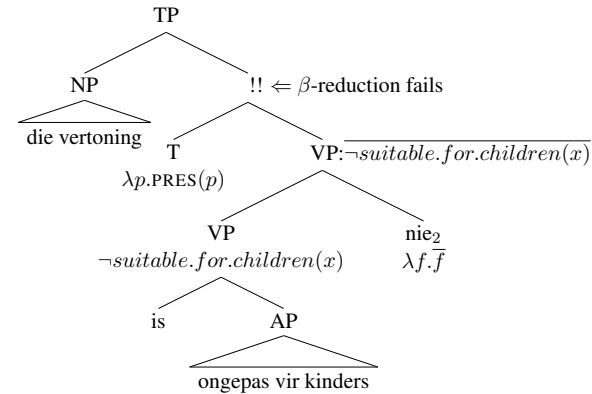 TP
NP
!! ⇐ β-reduction fails
die vertoning
T
VP:¬suitable.for.children(x)‾
λp.PRES(p)
VP
nie₂
¬suitable.for.children(x)
λf.f̅
is
AP
ongepas vir kinders